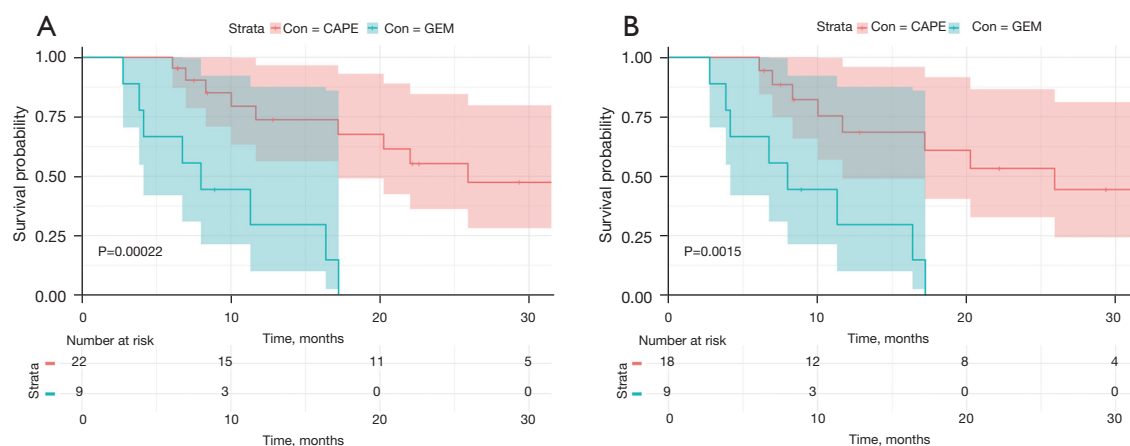 A
Strata Con = CAPE Con = GEM
1.00
0.75
0.50
0.25
0.00
Survival probability
P=0.00022
0 10 20 30
Time, months
Number at risk
Strata
22 15 11 5
9 3 0 0
0 10 20 30
Time, months
B
Strata Con = CAPE Con = GEM
1.00
0.75
0.50
0.25
0.00
Survival probability
P=0.0015
0 10 20 30
Time, months
Number at risk
Strata
18 12 8 4
9 3 0 0
0 10 20 30
Time, months